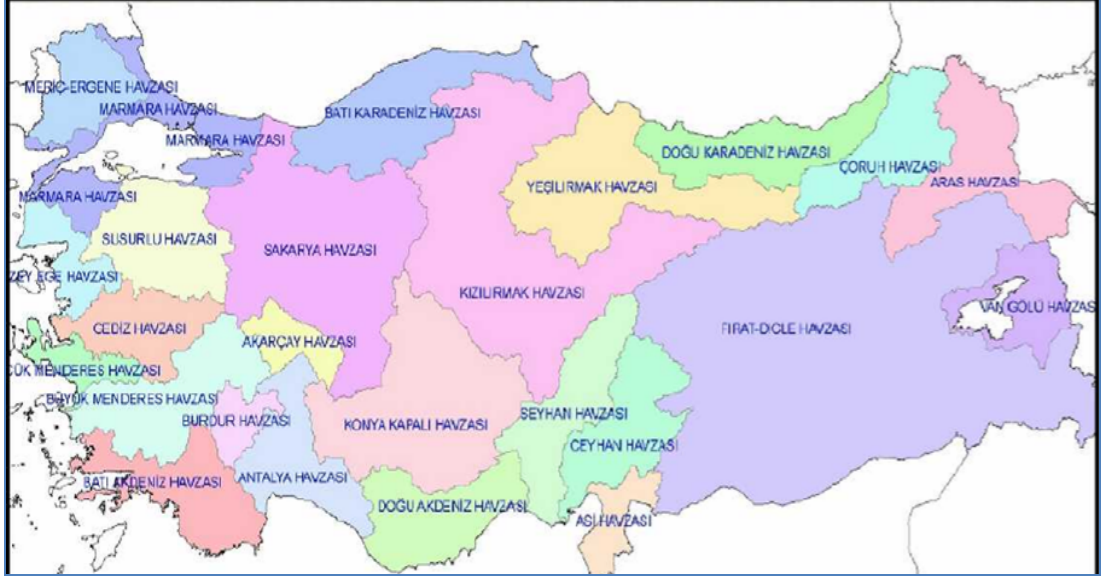 MERİÇ-ERGENE HAVZASI
MARMARA HAVZASI
BATI KARADENİZ HAVZASI
MARMARA HAVZASI
DOĞU KARADENİZ HAVZASI
ÇORUH HAVZASI
ARAS HAVZASI
YEŞİLIRMAK HAVZASI
MARMARA HAVZASI
SUSURLU HAVZASI
SAKARYA HAVZASI
ZEY EGE HAVZASI
KIZILIRMAK HAVZASI
VAN GÖLÜ HAVZAS
GEDİZ HAVZASI
FIRAT-DİCLE HAVZASI
AKARÇAY HAVZASI
ÇÜK MENDERES HAVZASI
BÜYÜK MENDERES HAVZASI
BURDUR HAVZASI
KONYA KAPALI HAVZASI
SEYHAN HAVZASI
CEYHAN HAVZASI
BATI AKDENİZ HAVZASI
ANTALYA HAVZASI
DOĞU AKDENİZ HAVZASI
ASİ HAVZASI